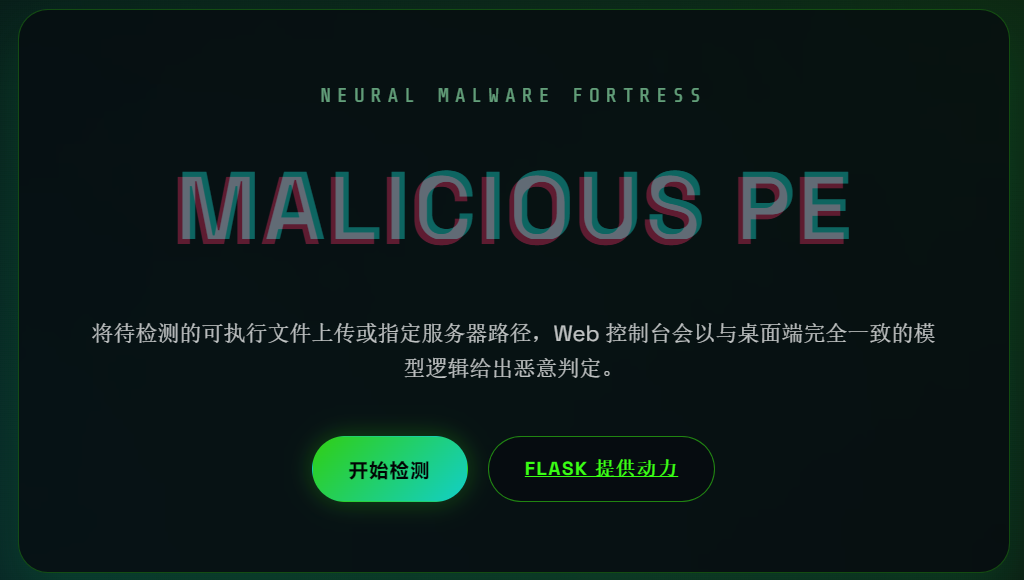 NEURAL MALWARE FORTRESS
MALICIOUS PE
将待检测的可执行文件上传或指定服务器路径，Web 控制台会以与桌面端完全一致的模
型逻辑给出恶意判定。
开始检测
FLASK 提供动力